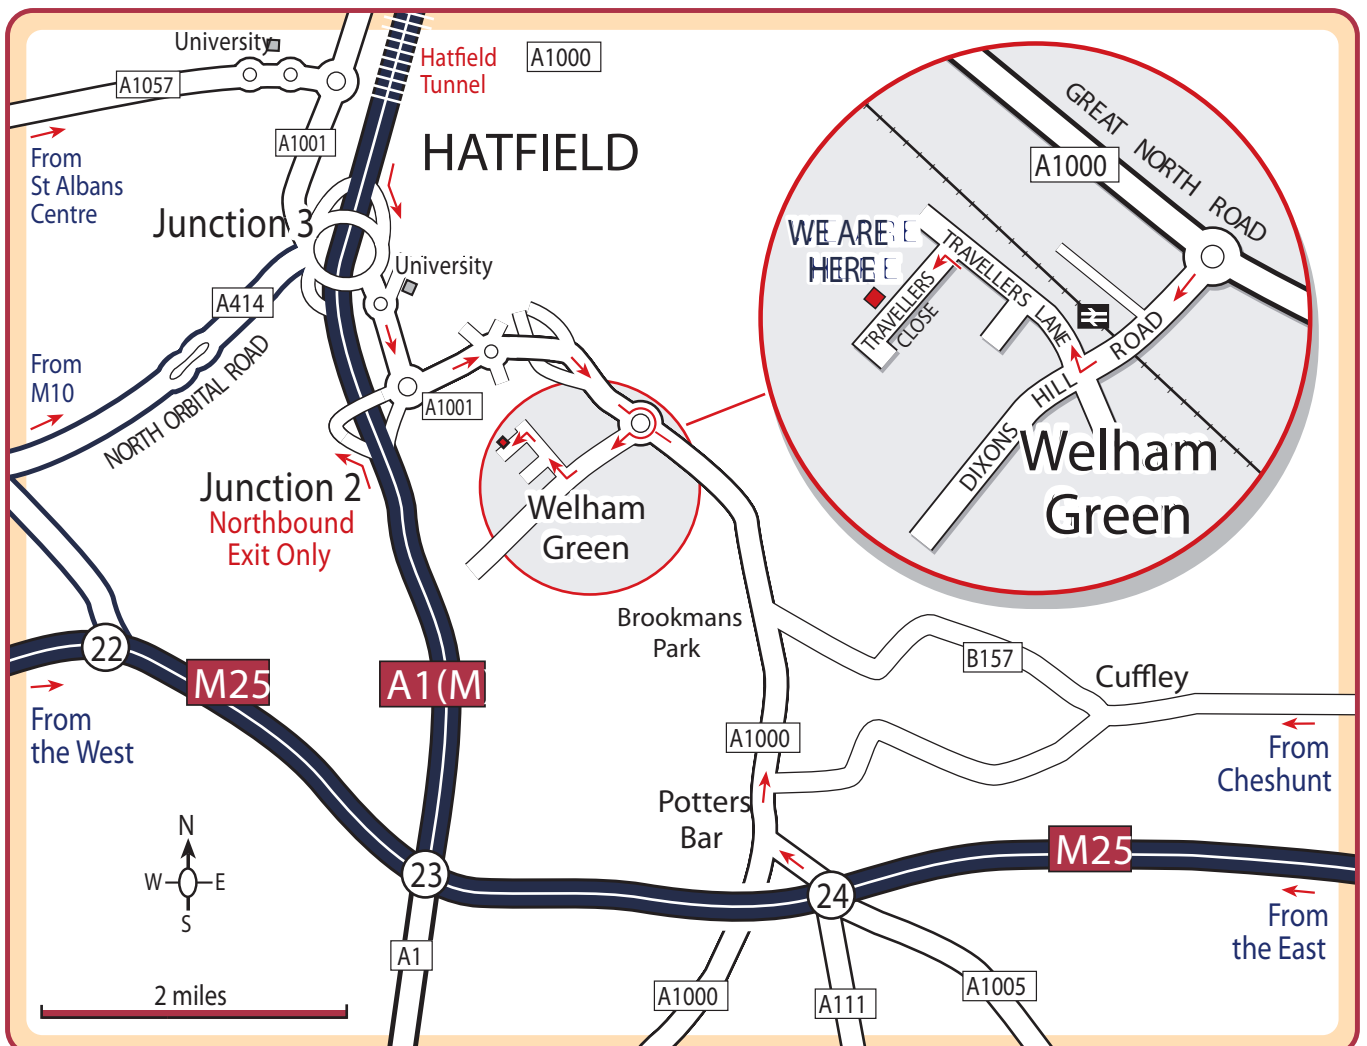 University
A1057
Hatfield
Tunnel
A1000
A1001
HATFIELD
From
St Albans
Centre
Junction 3
University
A414
From
M10
NORTH ORBITAL ROAD
A1001
Junction 2
Northbound
Exit Only
Welham
Green
GREAT NORTH ROAD
A1000
WE ARE
HERE
TRAVELLERS LANE
TRAVELLERS
CLOSE
DIXONS HILL ROAD
Welham
Green
Brookmans
Park
B157
Cuffley
22
M25
A1(M
From
the West
A1000
From
Cheshunt
Potters
Bar
N
W E
S
23
24
M25
From
the East
A1
A1000
A111
A1005
2 miles